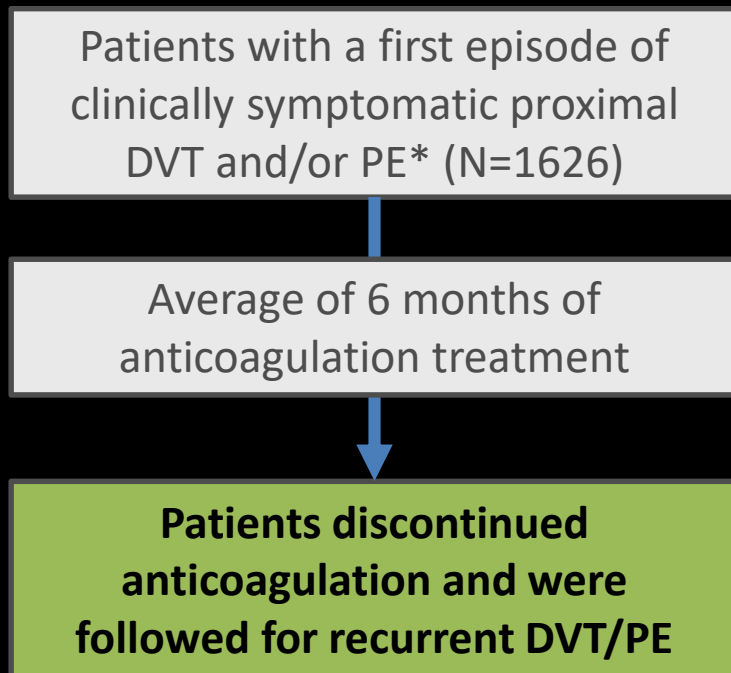 Patients with a first episode of
clinically symptomatic proximal
DVT and/or PE* (N=1626)
Average of 6 months of
anticoagulation treatment
Patients discontinued
anticoagulation and were
followed for recurrent DVT/PE